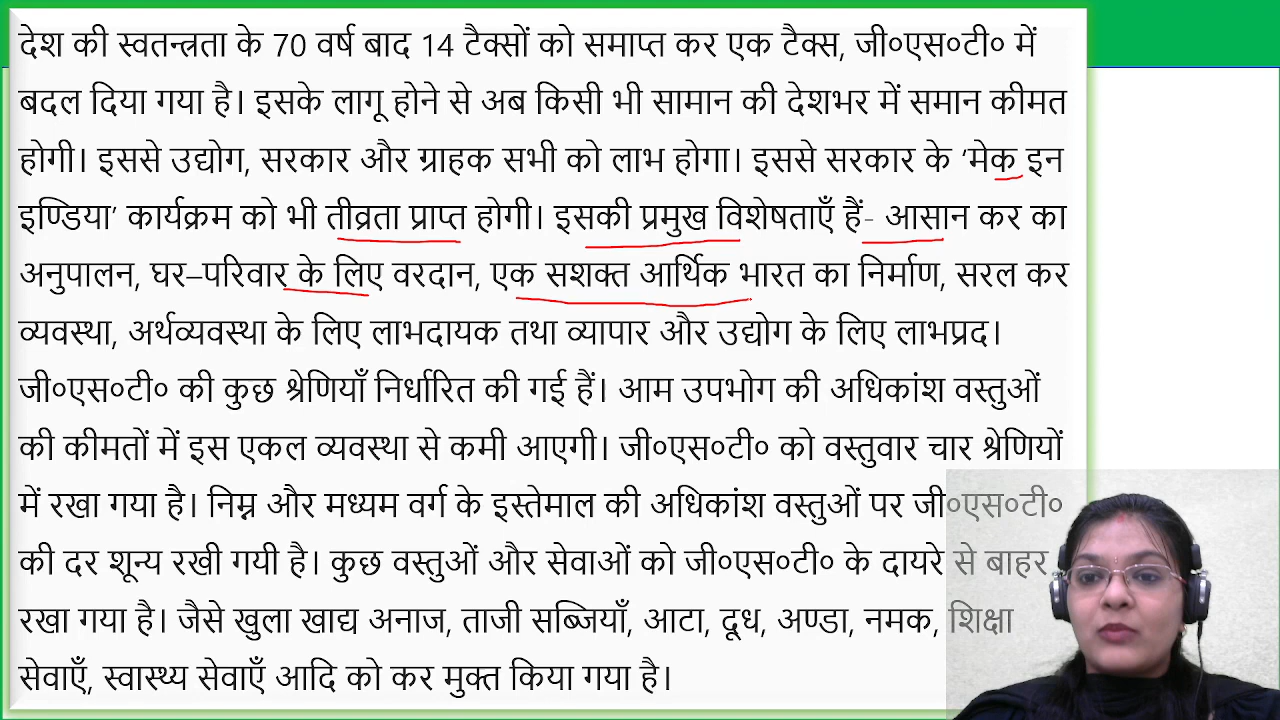 देश की स्वतन्त्रता के 70 वर्ष बाद 14 टैक्सों को समाप्त कर एक टैक्स, जी०एस०टी० में
बदल दिया गया है। इसके लागू होने से अब किसी भी सामान की देशभर में समान कीमत
होगी। इससे उद्योग, सरकार और ग्राहक सभी को लाभ होगा। इससे सरकार के ‘मेक इन
इण्डिया’ कार्यक्रम को भी तीव्रता प्राप्त होगी। इसकी प्रमुख विशेषताएँ हैं- आसान कर का
अनुपालन, घर–परिवार के लिए वरदान, एक सशक्त आर्थिक भारत का निर्माण, सरल कर
व्यवस्था, अर्थव्यवस्था के लिए लाभदायक तथा व्यापार और उद्योग के लिए लाभप्रद।
जी०एस०टी० की कुछ श्रेणियाँ निर्धारित की गई हैं। आम उपभोग की अधिकांश वस्तुओं
की कीमतों में इस एकल व्यवस्था से कमी आएगी। जी०एस०टी० को वस्तुवार चार श्रेणियों
में रखा गया है। निम्न और मध्यम वर्ग के इस्तेमाल की अधिकांश वस्तुओं पर जी०एस०टी०
की दर शून्य रखी गयी है। कुछ वस्तुओं और सेवाओं को जी०एस०टी० के दायरे से बाहर
रखा गया है। जैसे खुला खाद्य अनाज, ताजी सब्जियाँ, आटा, दूध, अण्डा, नमक, शिक्षा
सेवाएँ, स्वास्थ्य सेवाएँ आदि को कर मुक्त किया गया है।